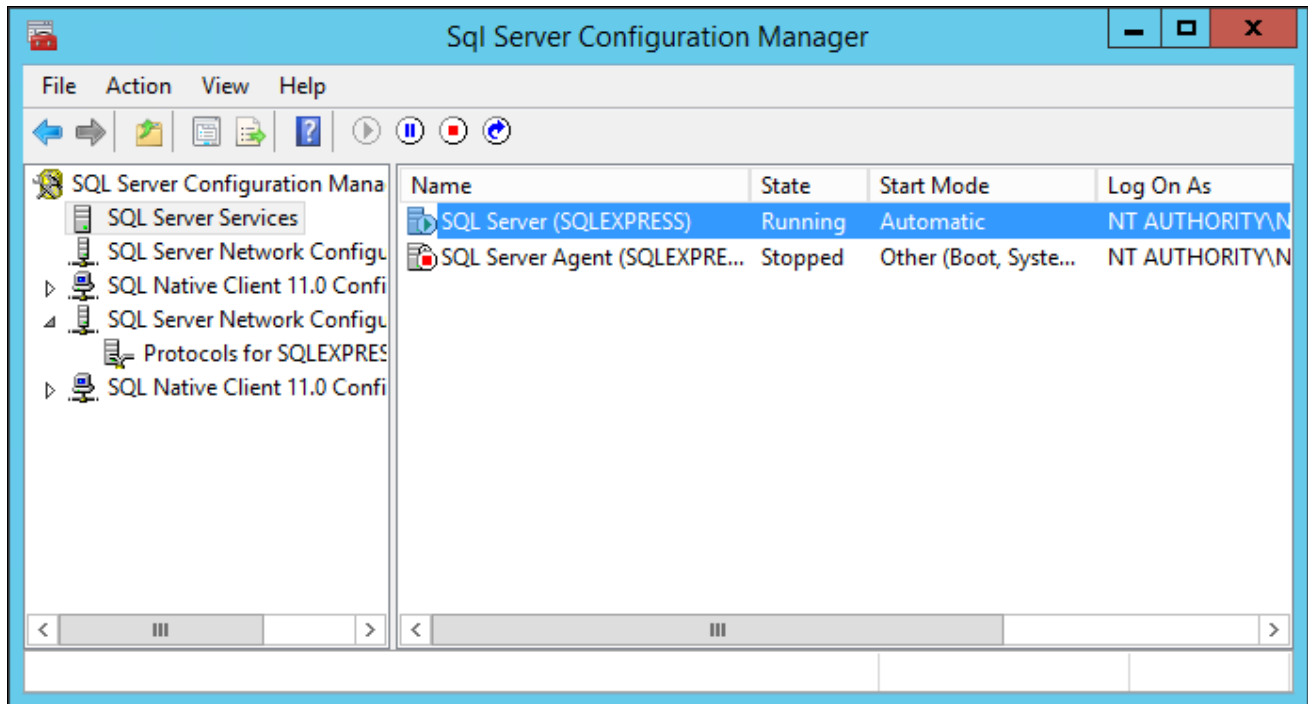 Sql Server Configuration Manager
File Action View Help
SQL Server Configuration Mana
SQL Server Services
SQL Server Network Configu
SQL Native Client 11.0 Confi
SQL Server Network Configu
Protocols for SQLEXPRES
SQL Native Client 11.0 Confi
Name State Start Mode Log On As
SQL Server (SQLEXPRESS) Running Automatic NT AUTHORITY\N
SQL Server Agent (SQLEXPRE... Stopped Other (Boot, Syste... NT AUTHORITY\N